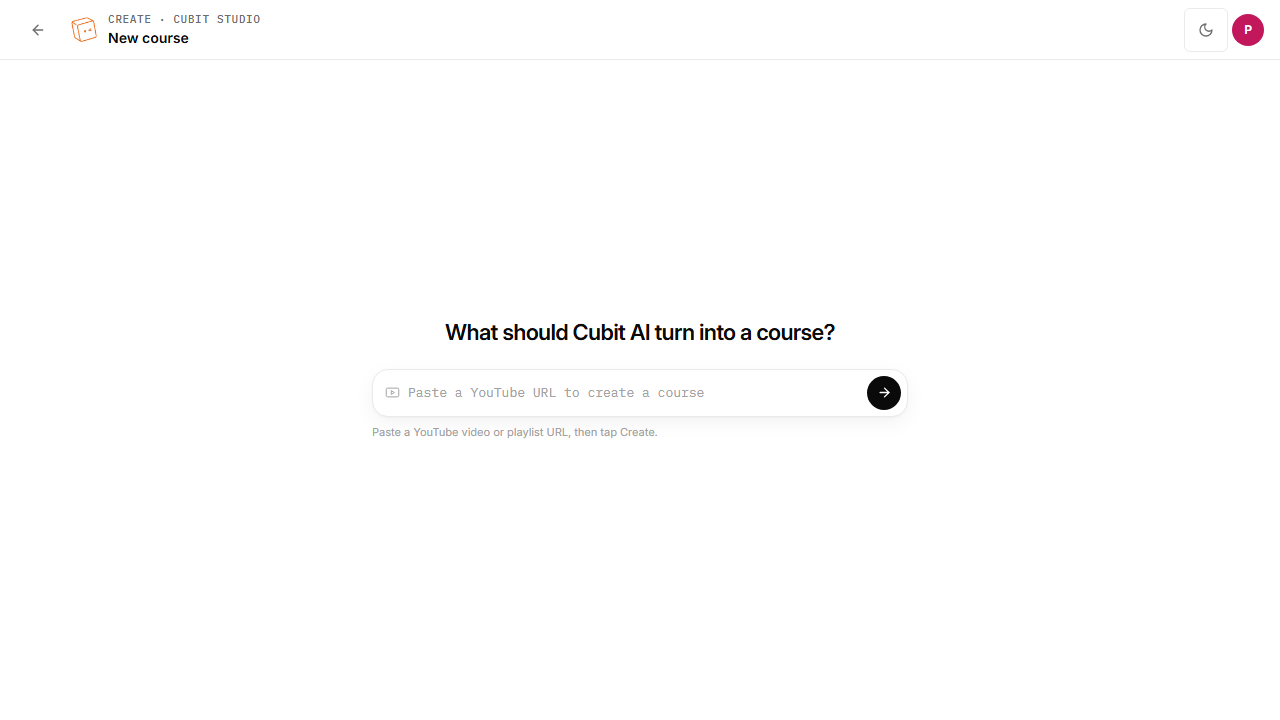 CREATE · CUBIT STUDIO
New course
P
What should Cubit AI turn into a course?
Paste a YouTube URL to create a course
Paste a YouTube video or playlist URL, then tap Create.